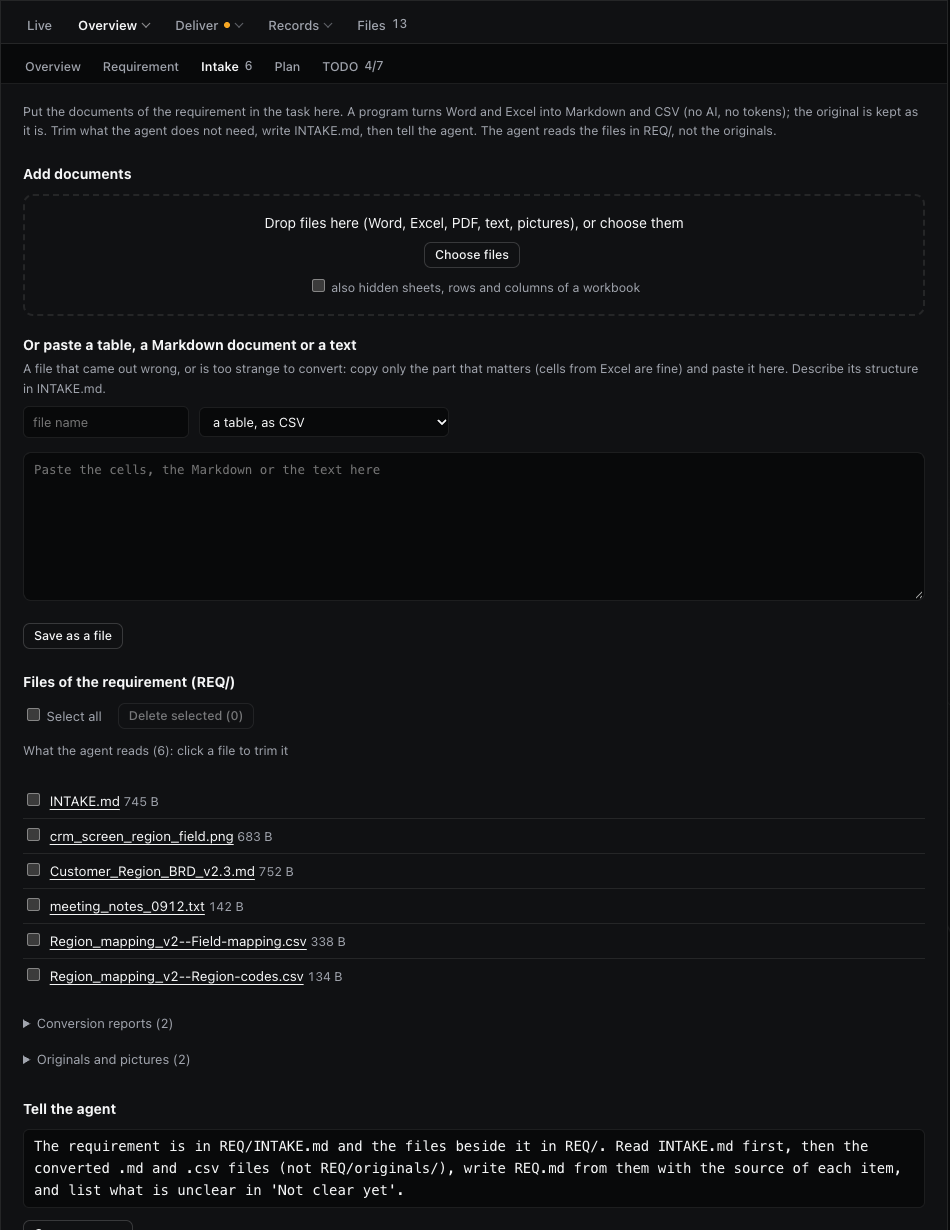 Live Overview Deliver Records Files 13
Overview Requirement Intake 6 Plan TODO 4/7
Put the documents of the requirement in the task here. A program turns Word and Excel into Markdown and CSV (no AI, no tokens); the original is kept as
it is. Trim what the agent does not need, write INTAKE.md, then tell the agent. The agent reads the files in REQ/, not the originals.
Add documents
Drop files here (Word, Excel, PDF, text, pictures), or choose them
Choose files
also hidden sheets, rows and columns of a workbook
Or paste a table, a Markdown document or a text
A file that came out wrong, or is too strange to convert: copy only the part that matters (cells from Excel are fine) and paste it here. Describe its structure
in INTAKE.md.
file name a table, as CSV
Paste the cells, the Markdown or the text here
Save as a file
Files of the requirement (REQ/)
Select all Delete selected (0)
What the agent reads (6): click a file to trim it
INTAKE.md 745 B
crm_screen_region_field.png 683 B
Customer_Region_BRD_v2.3.md 752 B
meeting_notes_0912.txt 142 B
Region_mapping_v2--Field-mapping.csv 338 B
Region_mapping_v2--Region-codes.csv 134 B
Conversion reports (2)
Originals and pictures (2)
Tell the agent
The requirement is in REQ/INTAKE.md and the files beside it in REQ/. Read INTAKE.md first, then the
converted .md and .csv files (not REQ/originals/), write REQ.md from them with the source of each item,
and list what is unclear in 'Not clear yet'.